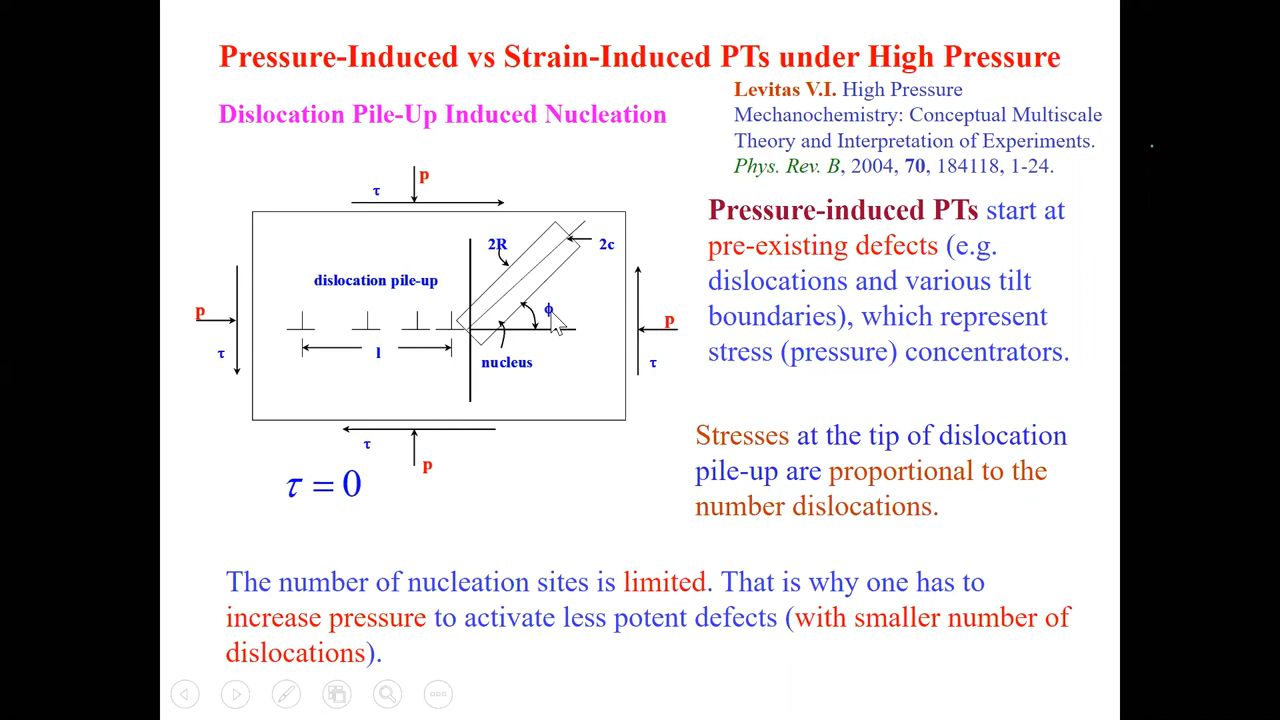 Pressure-Induced vs Strain-Induced PTs under High Pressure
Dislocation Pile-Up Induced Nucleation
Levitas V.I. High Pressure
Mechanochemistry: Conceptual Multiscale
Theory and Interpretation of Experiments.
Phys. Rev. B, 2004, 70, 184118, 1-24.
p
τ
2R
2c
dislocation pile-up
ϕ
p
p
τ
l
nucleus
τ
τ
p
τ = 0
Pressure-induced PTs start at
pre-existing defects (e.g.
dislocations and various tilt
boundaries), which represent
stress (pressure) concentrators.
Stresses at the tip of dislocation
pile-up are proportional to the
number dislocations.
The number of nucleation sites is limited. That is why one has to
increase pressure to activate less potent defects (with smaller number of
dislocations).